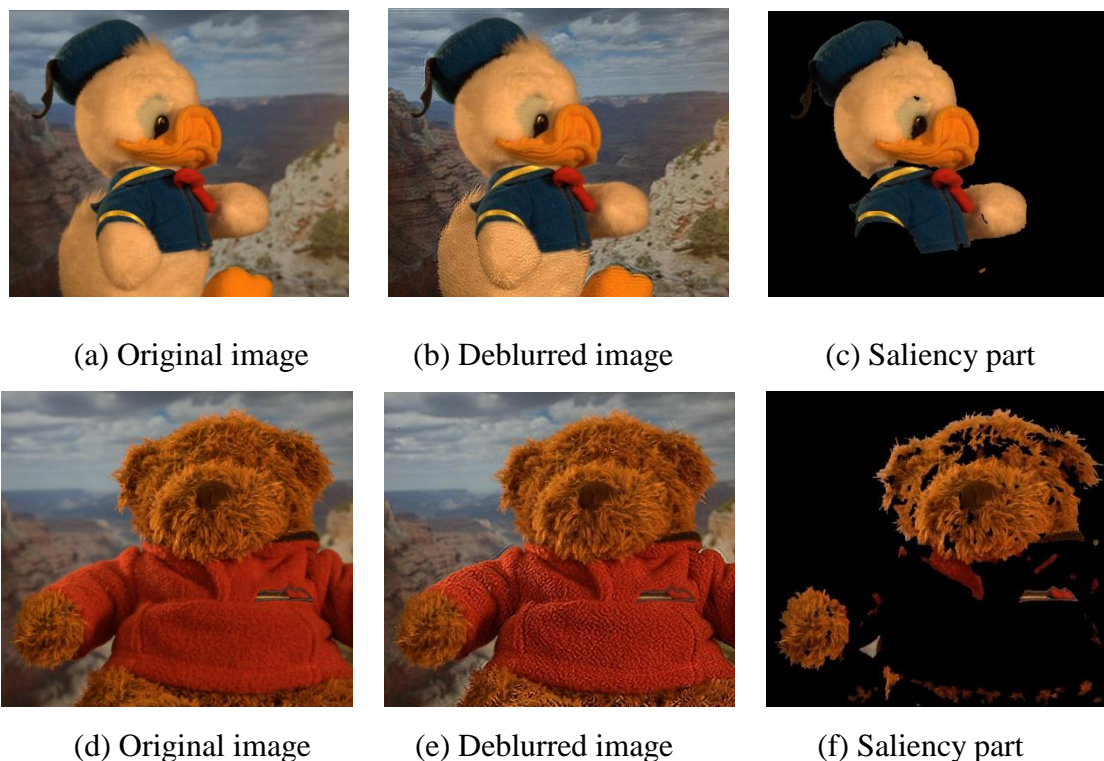 (a) Original image (b) Deblurred image (c) Saliency part
(d) Original image (e) Deblurred image (f) Saliency part